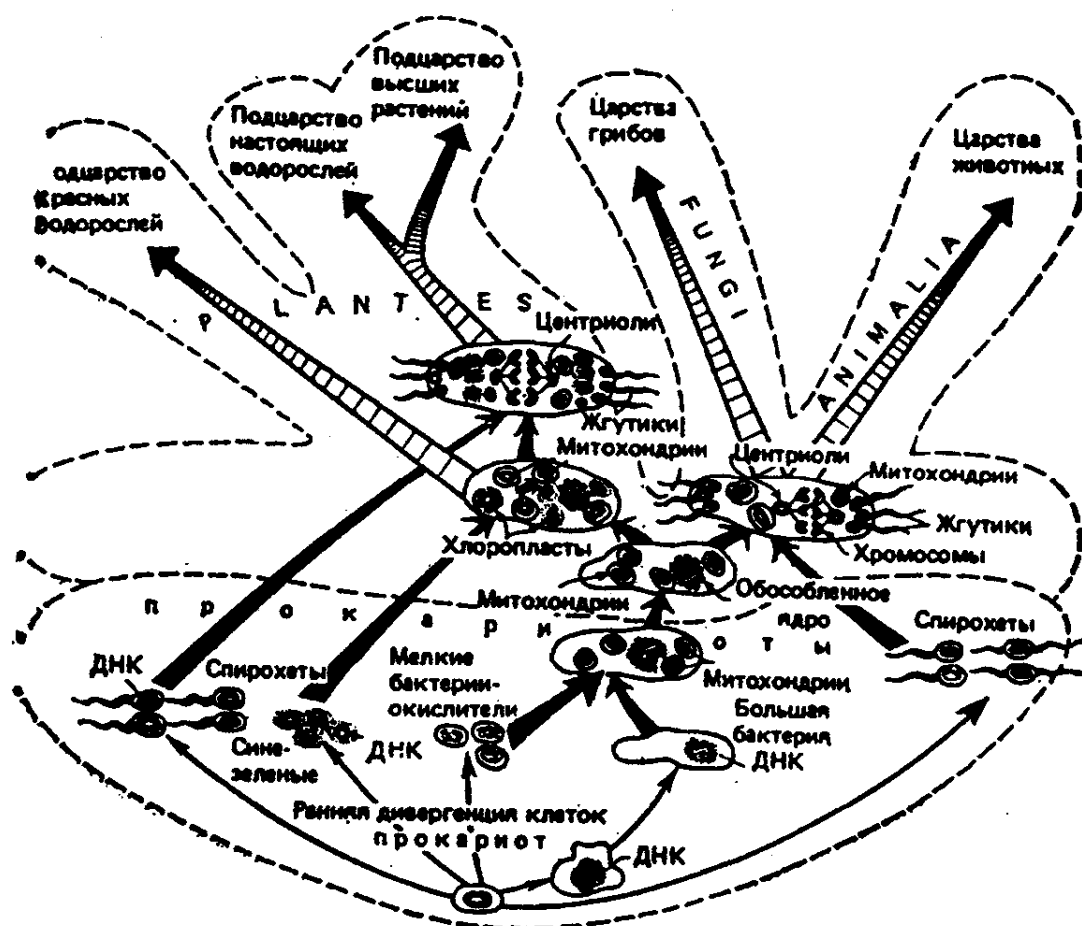 Подцарство
высших
растений
Подцарство
настоящих
водорослей
одцарство
Красных
водорослей
Царства
грибов
Царства
животных
PLANTES
FUNGI
ANIMALIA
Центриоли
Жгутики
Митохондрии
Центриоли
Митохондрии
Жгутики
Хромосомы
Хлоропласты
Обособленное
ядро
Митохондрии
прокариоты
Спирохеты
ДНК
Спирохеты
Мелкие
бактерии-
окислители
Митохондрии
Большая
бактерия
ДНК
ДНК
Сине-
зеленые
Ранняя дивергенция клеток
прокариот
ДНК